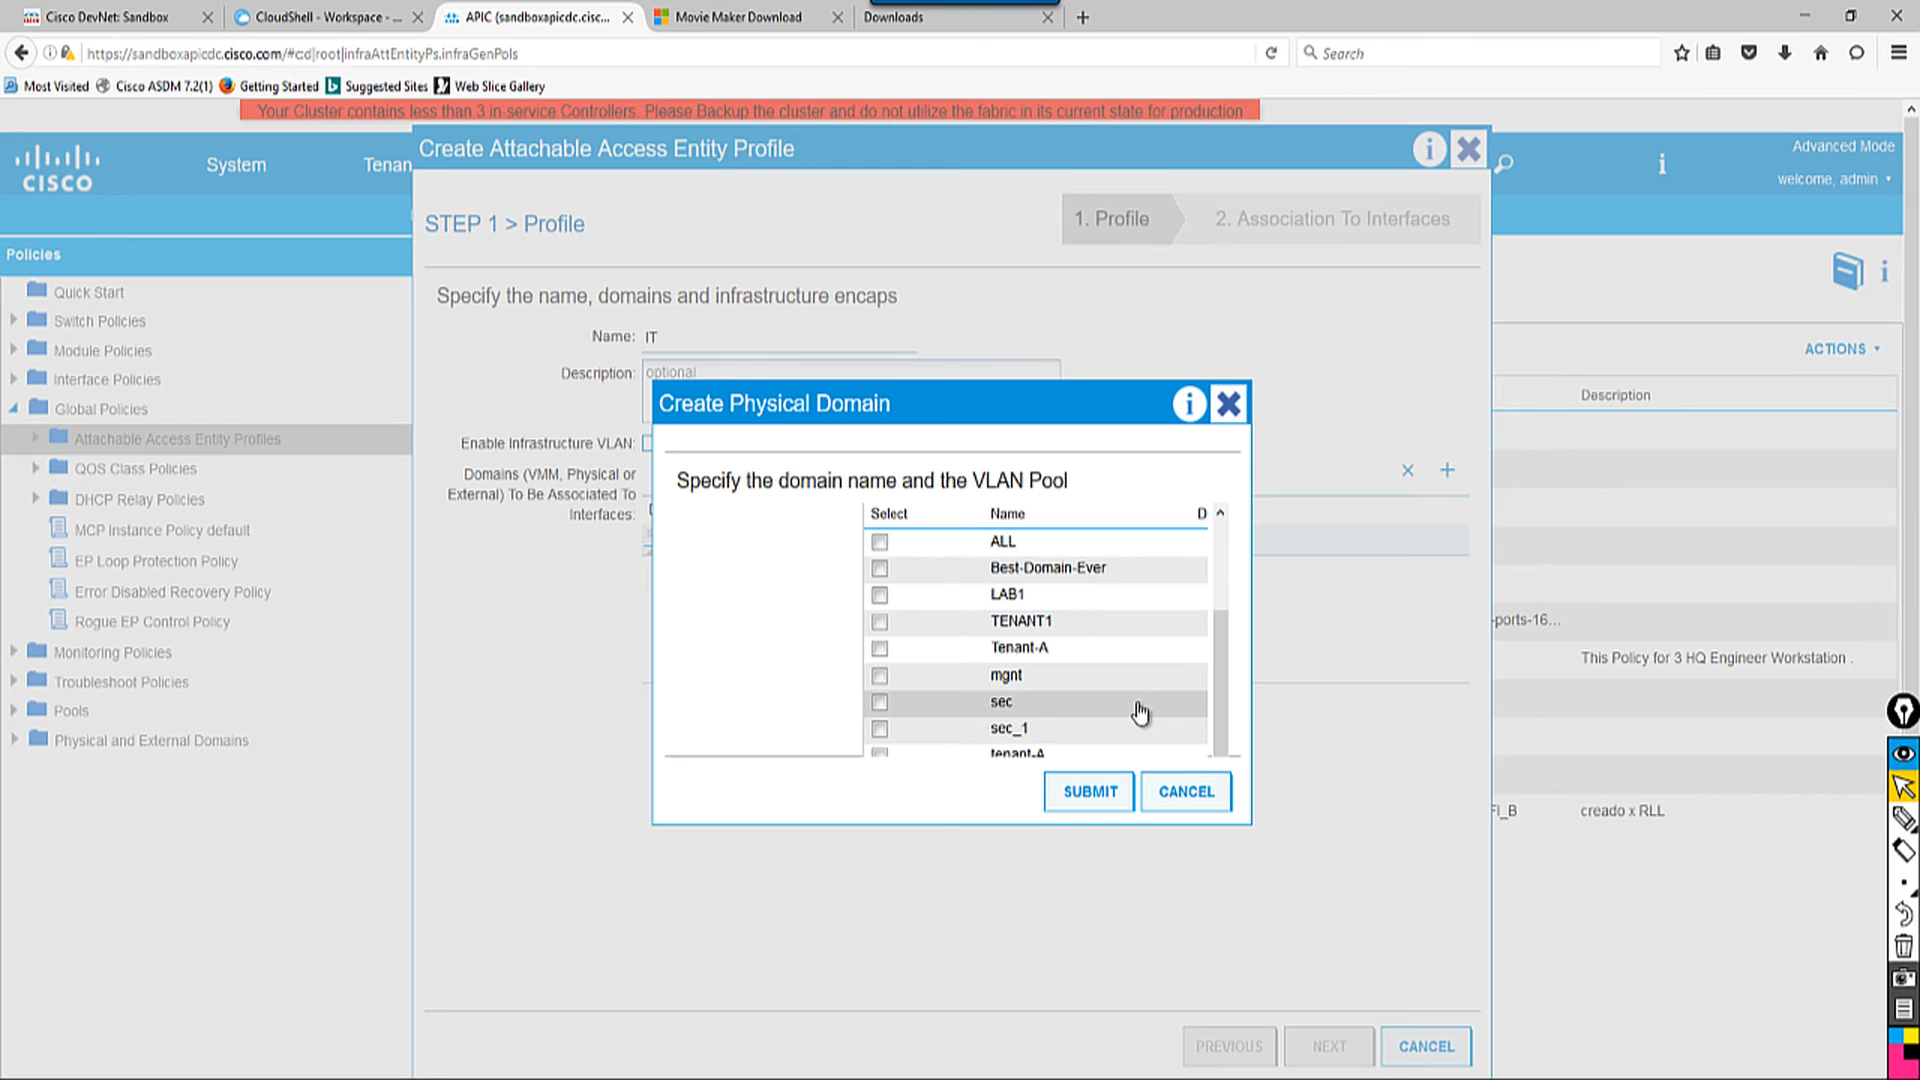 Cisco DevNet: Sandbox
CloudShell - Workspace - ...
APIC (sandboxapicdc.cisc...
Movie Maker Download
Downloads
https://sandboxapicdc.cisco.com/#cd|root|infraAttEntityPs.infraGenPols
Search
Most Visited
Cisco ASDM 7.2(1)
Getting Started
Suggested Sites
Web Slice Gallery
Your Cluster contains less than 3 in-service Controllers. Please Backup the cluster and do not utilize the fabric in its current state for production
CISCO
System
Tenan
Create Attachable Access Entity Profile
Advanced Mode
welcome, admin
STEP 1 > Profile
1. Profile
2. Association To Interfaces
Policies
Quick Start
Switch Policies
Module Policies
Interface Policies
Global Policies
Attachable Access Entity Profiles
QOS Class Policies
DHCP Relay Policies
MCP Instance Policy default
EP Loop Protection Policy
Error Disabled Recovery Policy
Rogue EP Control Policy
Monitoring Policies
Troubleshoot Policies
Pools
Physical and External Domains
Specify the name, domains and infrastructure encaps
Name: IT
Description: optional
Enable Infrastructure VLAN:
Domains (VMM, Physical or
External) To Be Associated To
Interfaces:
Create Physical Domain
Specify the domain name and the VLAN Pool
Select Name D
ALL
Best-Domain-Ever
LAB1
TENANT1
Tenant-A
mgnt
sec
sec_1
tenant-A
SUBMIT
CANCEL
ACTIONS
Description
-ports-16...
This Policy for 3 HQ Engineer Workstation .
FI_B
creado x RLL
PREVIOUS
NEXT
CANCEL